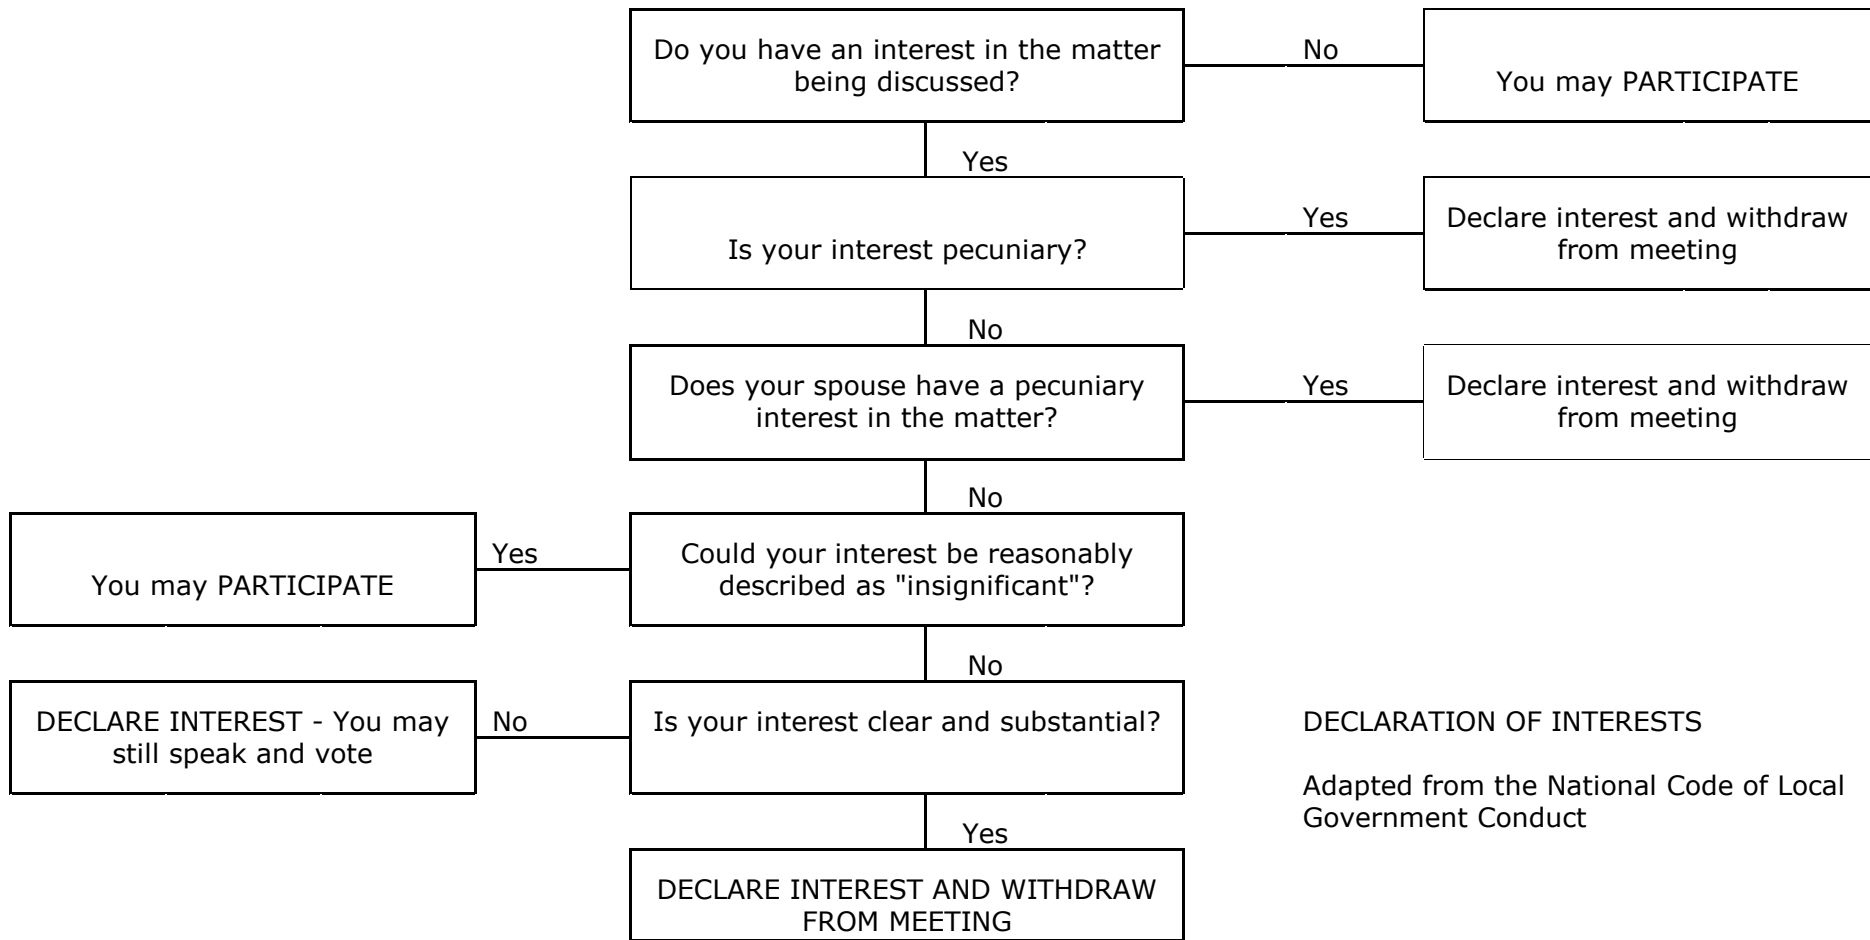 Do you have an interest in the matter
being discussed?
No
You may PARTICIPATE
Yes
Is your interest pecuniary?
Yes
Declare interest and withdraw
from meeting
No
Does your spouse have a pecuniary
interest in the matter?
Yes
Declare interest and withdraw
from meeting
No
You may PARTICIPATE
Yes
Could your interest be reasonably
described as "insignificant"?
No
DECLARE INTEREST - You may
still speak and vote
No
Is your interest clear and substantial?
DECLARATION OF INTERESTS
Adapted from the National Code of Local
Government Conduct
Yes
DECLARE INTEREST AND WITHDRAW
FROM MEETING